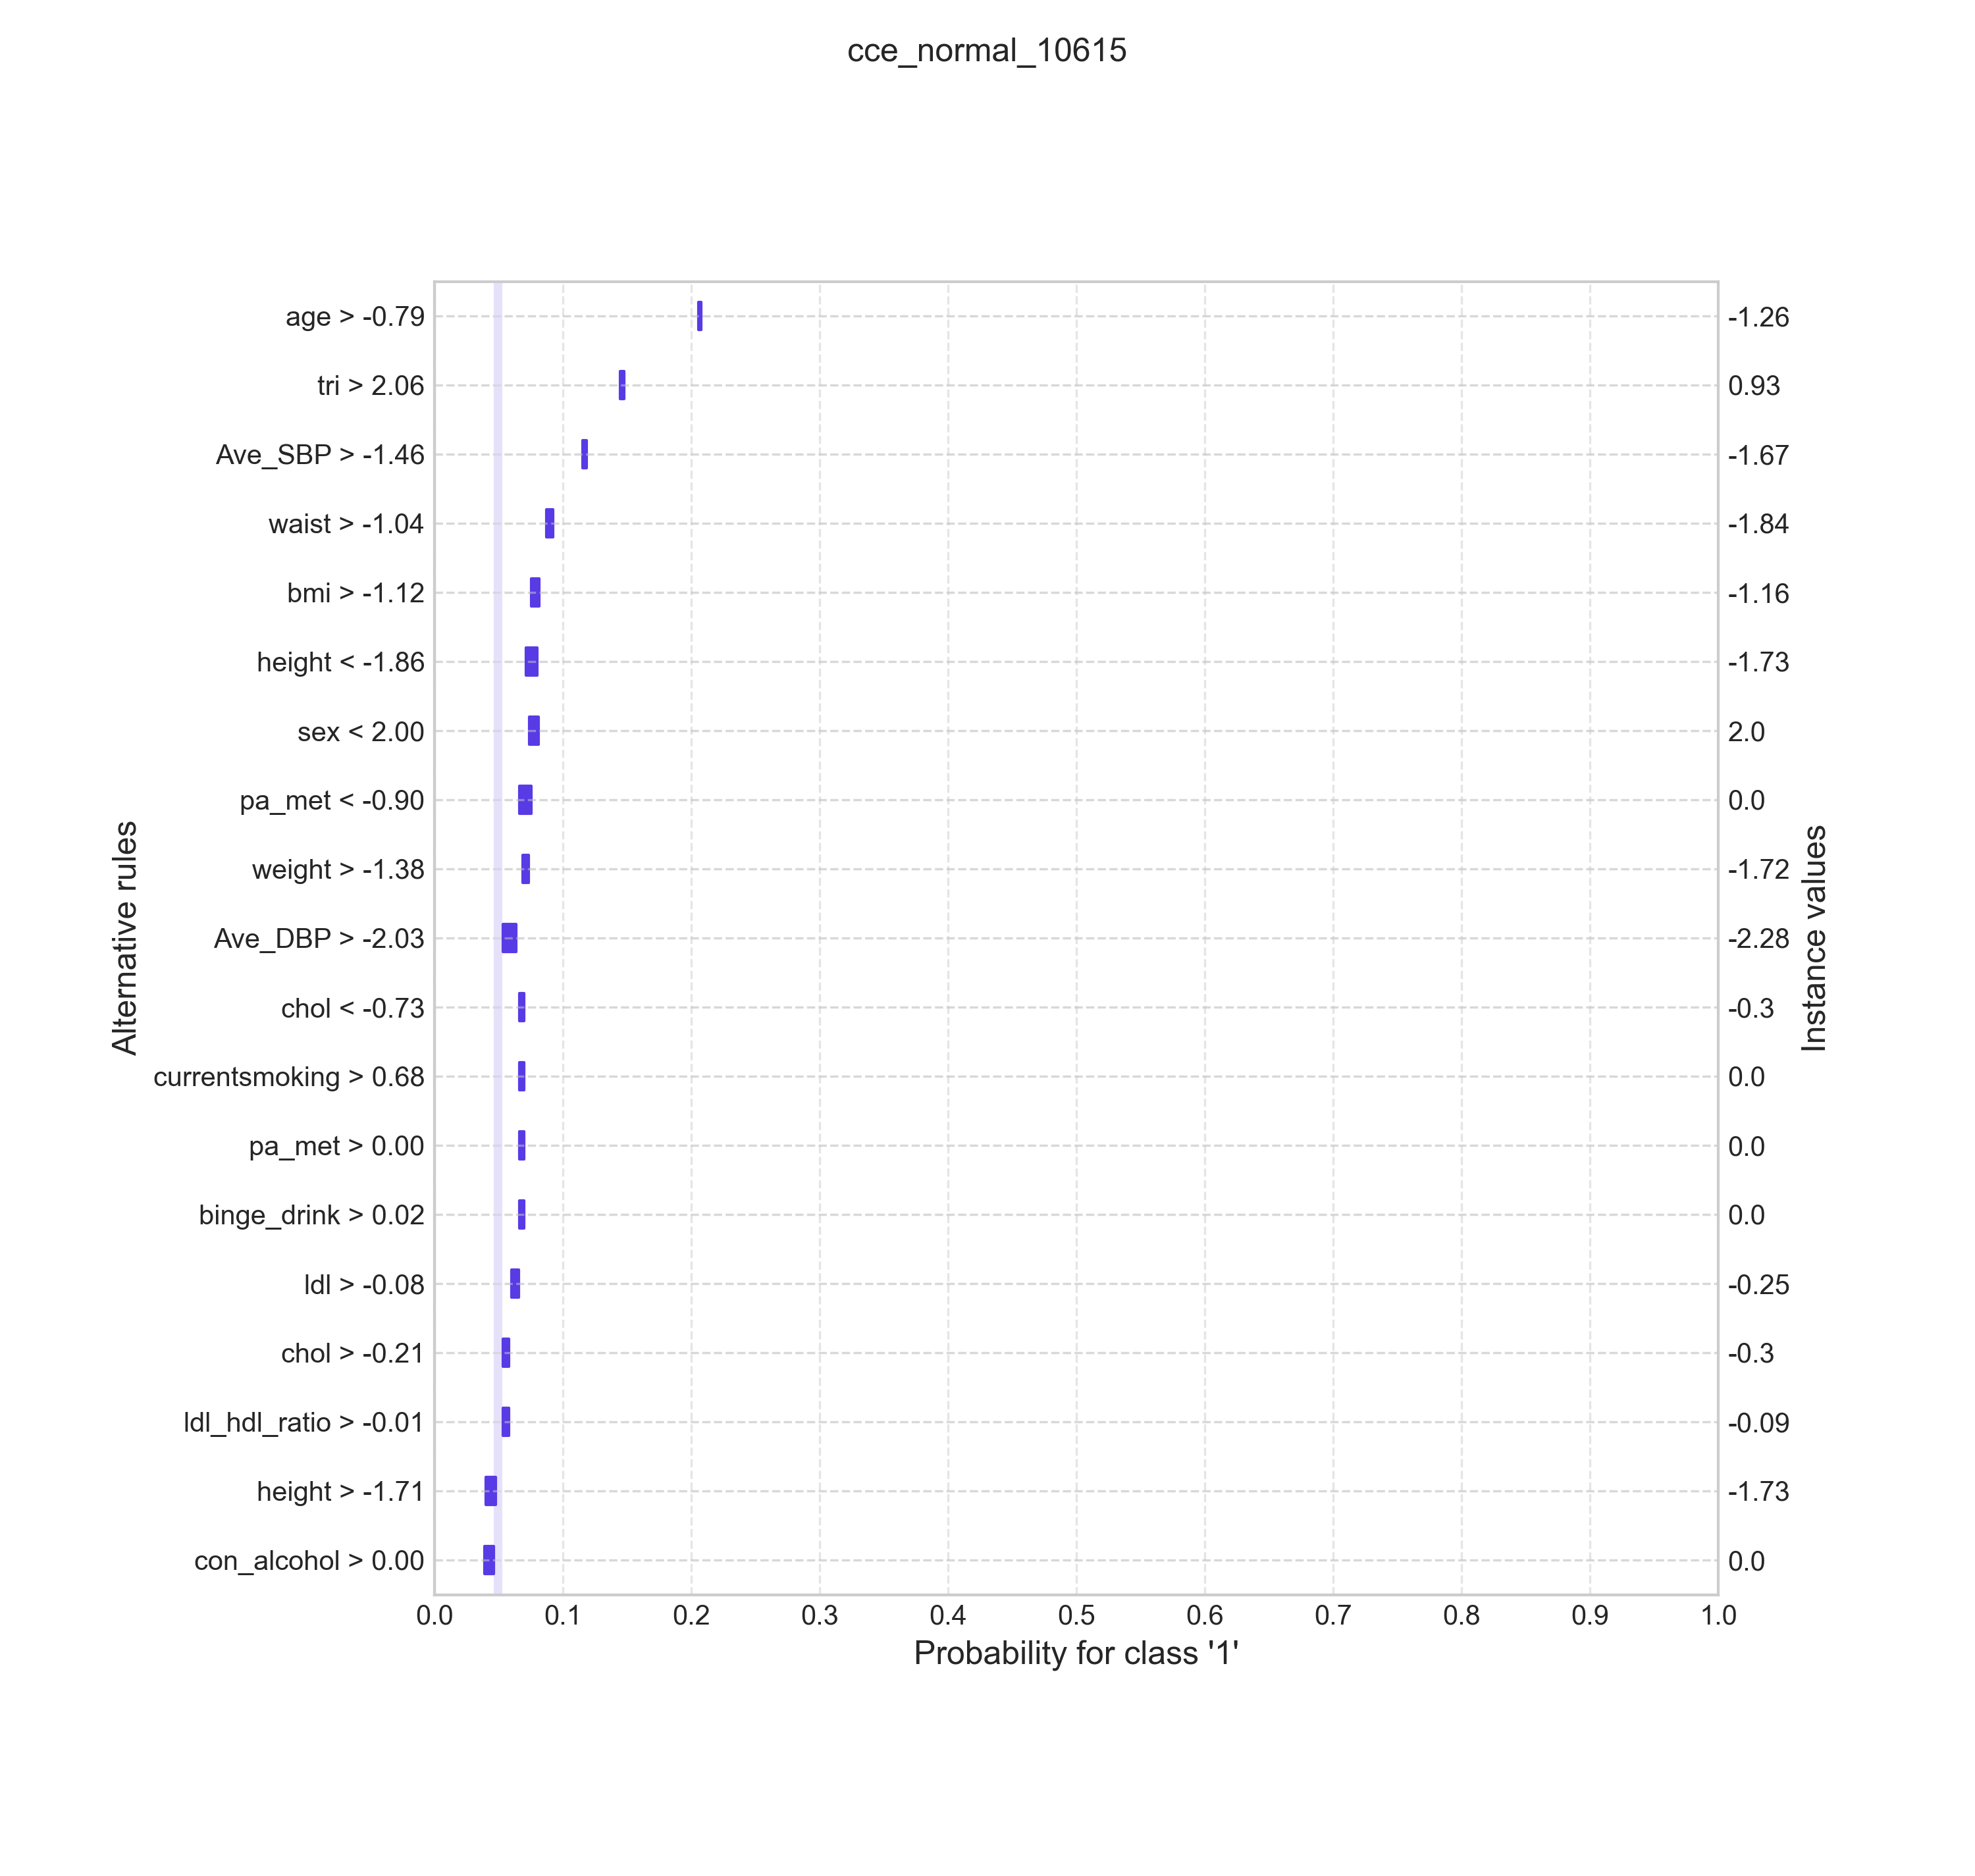 cce_normal_10615
age > -0.79 -1.26
tri > 2.06 0.93
Ave_SBP > -1.46 -1.67
waist > -1.04 -1.84
bmi > -1.12 -1.16
height < -1.86 -1.73
sex < 2.00 2.0
pa_met < -0.90 0.0
weight > -1.38 -1.72
Ave_DBP > -2.03 -2.28
chol < -0.73 -0.3
currentsmoking > 0.68 0.0
pa_met > 0.00 0.0
binge_drink > 0.02 0.0
ldl > -0.08 -0.25
chol > -0.21 -0.3
ldl_hdl_ratio > -0.01 -0.09
height > -1.71 -1.73
con_alcohol > 0.00 0.0
Alternative rules
Instance values
0.0 0.1 0.2 0.3 0.4 0.5 0.6 0.7 0.8 0.9 1.0
Probability for class '1'